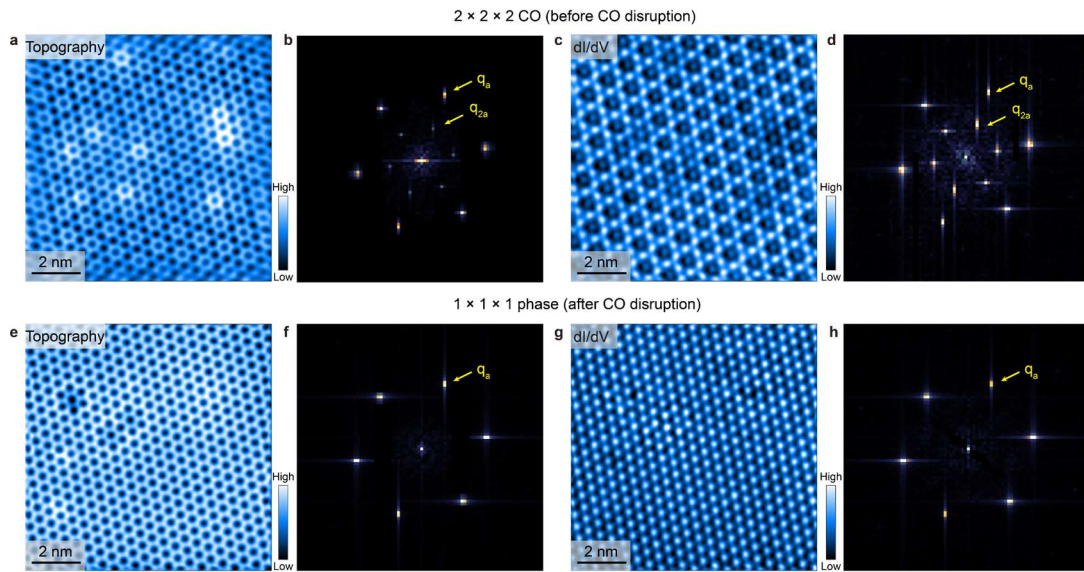 2 × 2 × 2 CO (before CO disruption)
a Topography
2 nm
High
Low
b
qa
q2a
c dI/dV
2 nm
High
Low
d
qa
q2a
1 × 1 × 1 phase (after CO disruption)
e Topography
2 nm
High
Low
f
qa
g dI/dV
2 nm
High
Low
h
qa